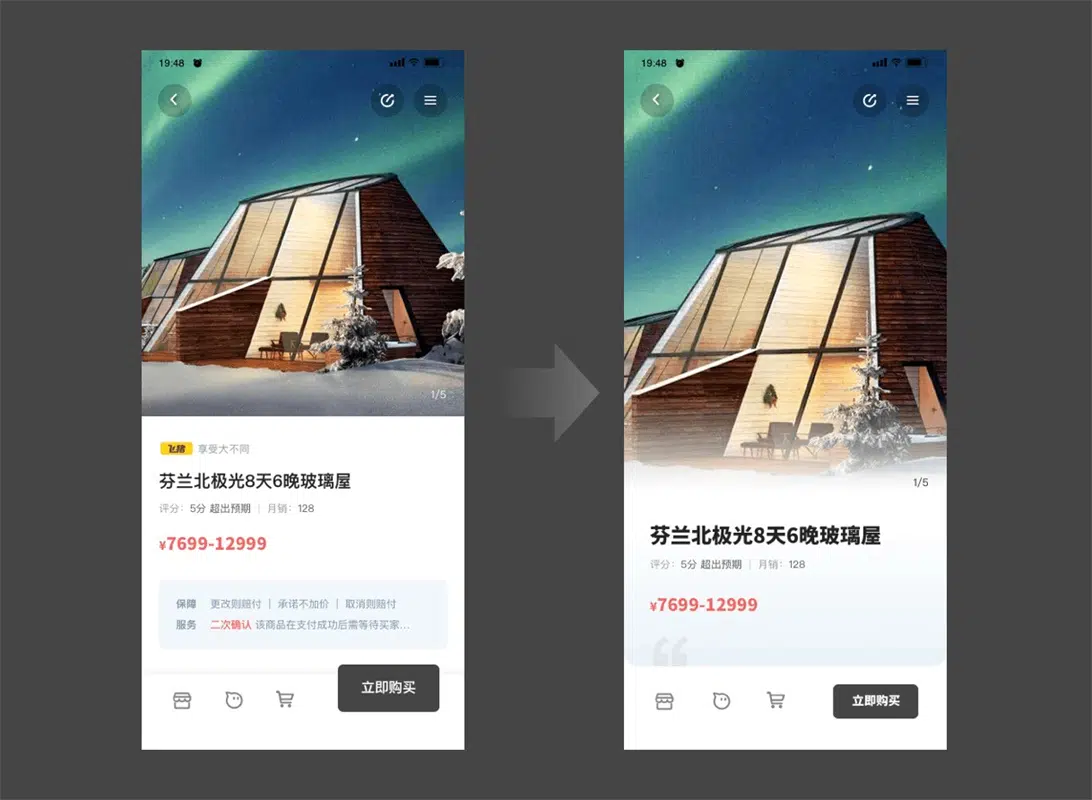 19:48
1/5
飞猪 享受大不同
芬兰北极光8天6晚玻璃屋
评分: 5分 超出预期 | 月销: 128
¥7699-12999
保障 更改则赔付 | 承诺不加价 | 取消则赔付
服务 二次确认 该商品在支付成功后需等待买家...
立即购买
19:48
1/5
芬兰北极光8天6晚玻璃屋
评分: 5分 超出预期 | 月销: 128
¥7699-12999
立即购买